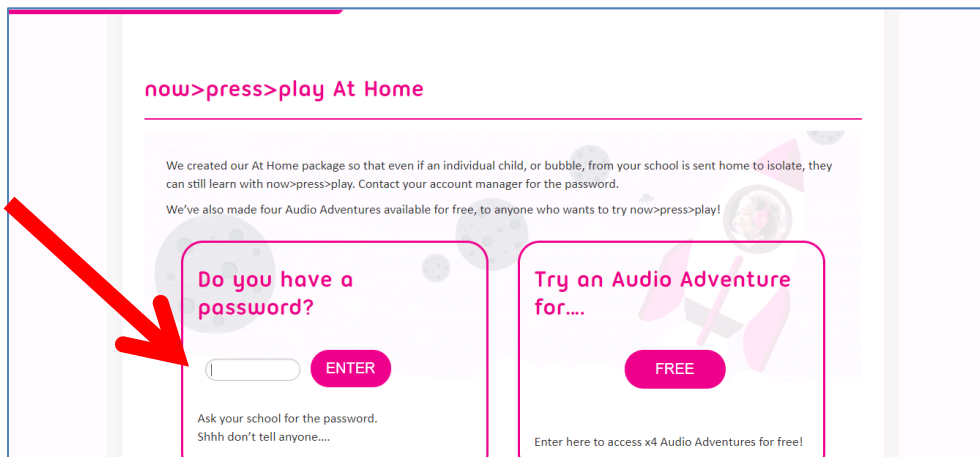 now>press>play At Home
We created our At Home package so that even if an individual child, or bubble, from your school is sent home to isolate, they
can still learn with now>press>play. Contact your account manager for the password.
We've also made four Audio Adventures available for free, to anyone who wants to try now>press>play!
Do you have a
password?
ENTER
Ask your school for the password.
Shhh don't tell anyone....
Try an Audio Adventure
for....
FREE
Enter here to access x4 Audio Adventures for free!